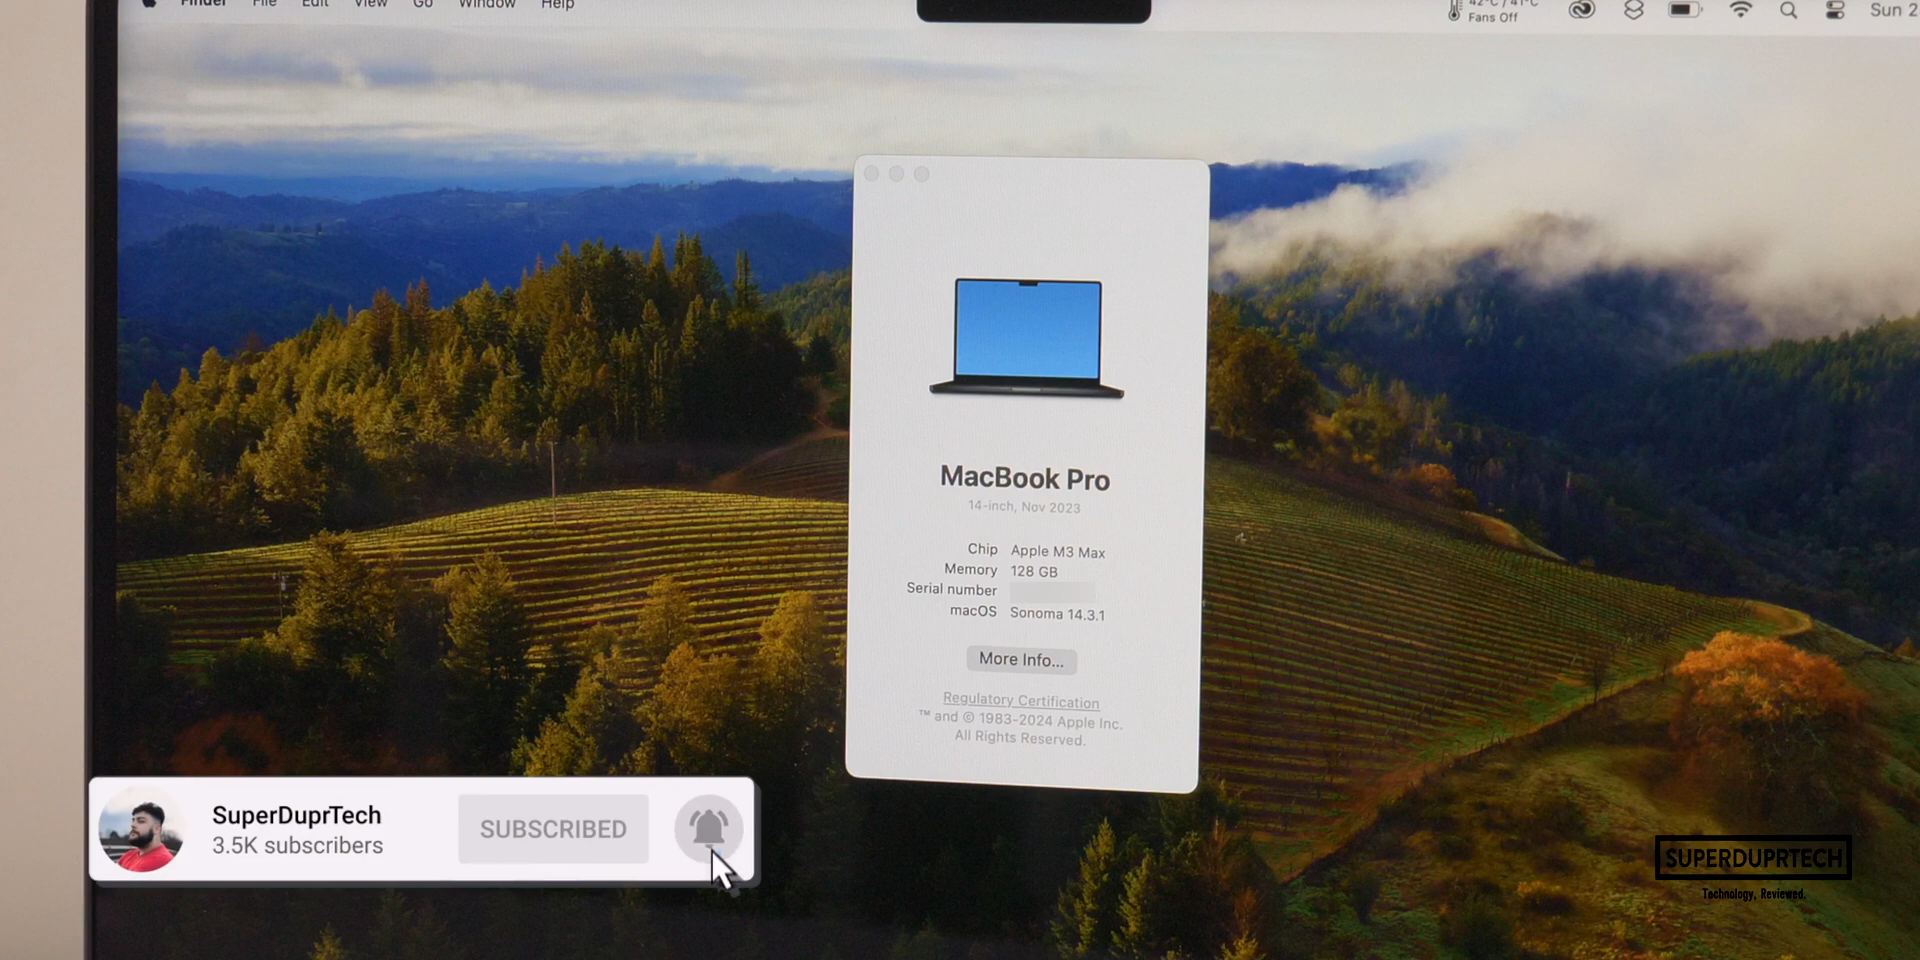 Finder File Edit View Go Window Help
42°C / 41°C
Fans Off
Sun 2
MacBook Pro
14-inch, Nov 2023
Chip Apple M3 Max
Memory 128 GB
Serial number
macOS Sonoma 14.3.1
More Info...
Regulatory Certification
™ and © 1983-2024 Apple Inc.
All Rights Reserved.
SuperDuprTech
3.5K subscribers
SUBSCRIBED
SUPERDUPRTECH
Technology, Reviewed.